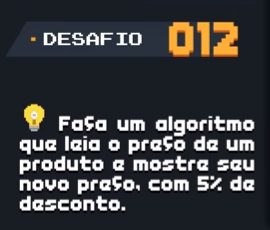 DESAFIO 012
Faça um algoritmo
que leia o preço de um
produto e mostre seu
novo preço, com 5% de
desconto.